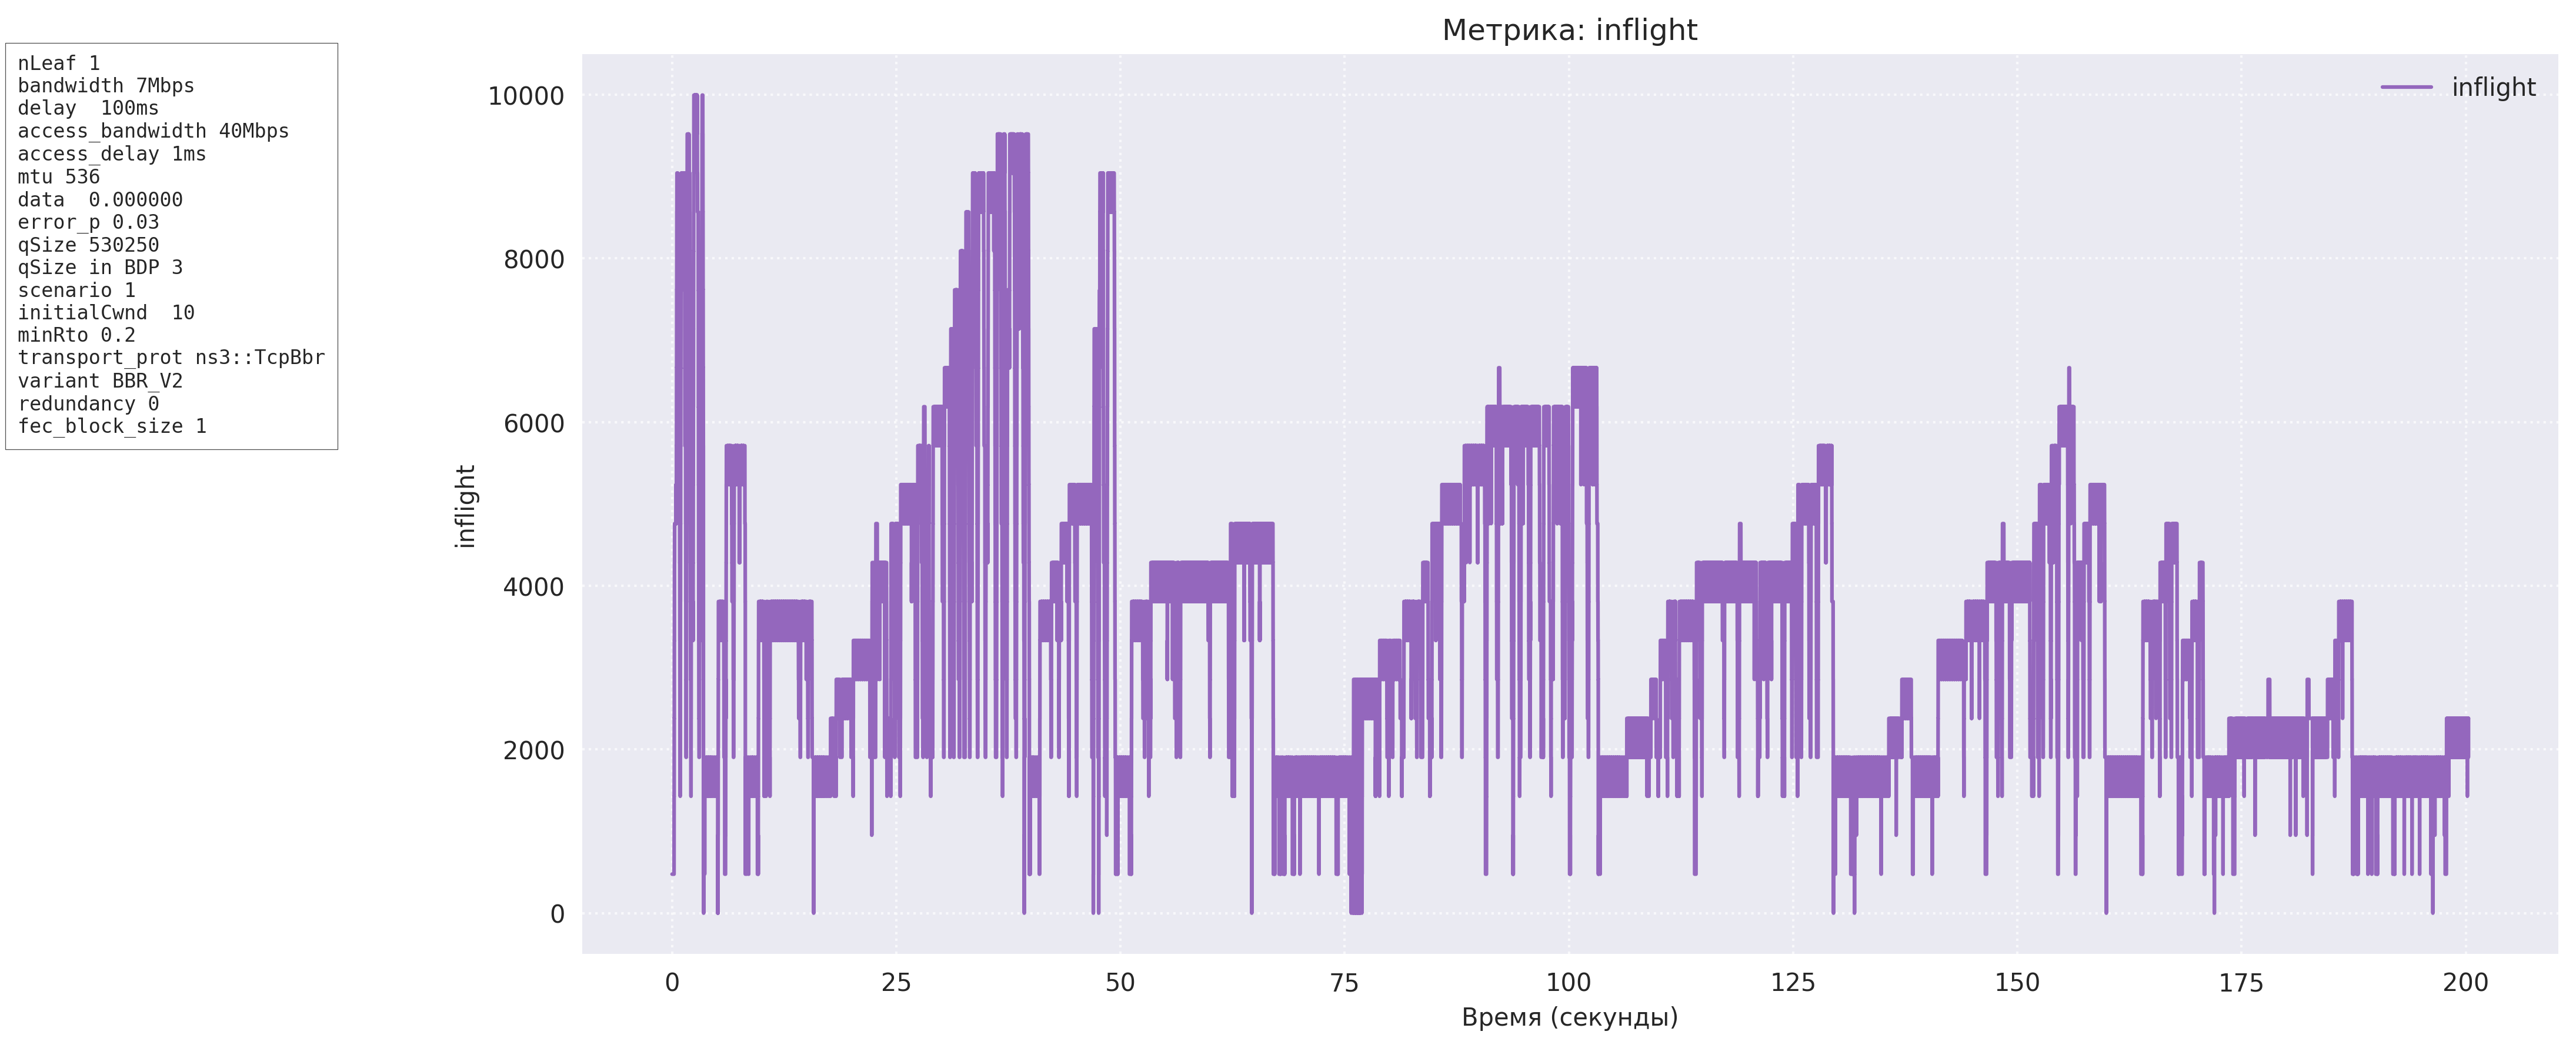 Метрика: inflight
nLeaf 1
bandwidth 7Mbps
delay  100ms
access_bandwidth 40Mbps
access_delay 1ms
mtu 536
data  0.000000
error_p 0.03
qSize 530250
qSize in BDP 3
scenario 1
initialCwnd  10
minRto 0.2
transport_prot ns3::TcpBbr
variant BBR_V2
redundancy 0
fec_block_size 1
inflight
10000
8000
6000
4000
2000
0
inflight
0 25 50 75 100 125 150 175 200
Время (секунды)